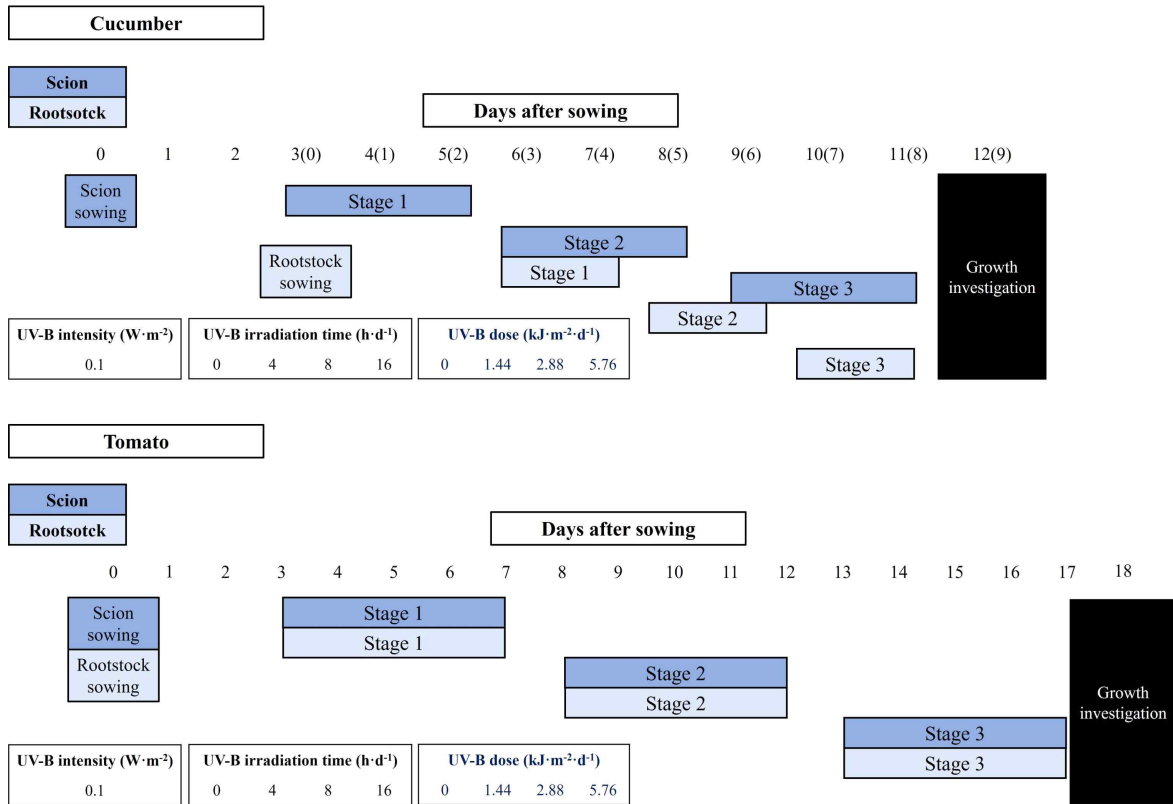 Cucumber
Scion
Rootsotck
Days after sowing
0 1 2 3(0) 4(1) 5(2) 6(3) 7(4) 8(5) 9(6) 10(7) 11(8) 12(9)
Scion
sowing
Stage 1
Stage 2
Rootstock
sowing
Stage 1
Stage 3
Stage 2
Stage 3
Growth
investigation
UV-B intensity (W·m⁻²)
0.1
UV-B irradiation time (h·d⁻¹)
0 4 8 16
UV-B dose (kJ·m⁻²·d⁻¹)
0 1.44 2.88 5.76
Tomato
Scion
Rootsotck
Days after sowing
0 1 2 3 4 5 6 7 8 9 10 11 12 13 14 15 16 17 18
Scion
sowing
Rootstock
sowing
Stage 1
Stage 1
Stage 2
Stage 2
Stage 3
Stage 3
Growth
investigation
UV-B intensity (W·m⁻²)
0.1
UV-B irradiation time (h·d⁻¹)
0 4 8 16
UV-B dose (kJ·m⁻²·d⁻¹)
0 1.44 2.88 5.76